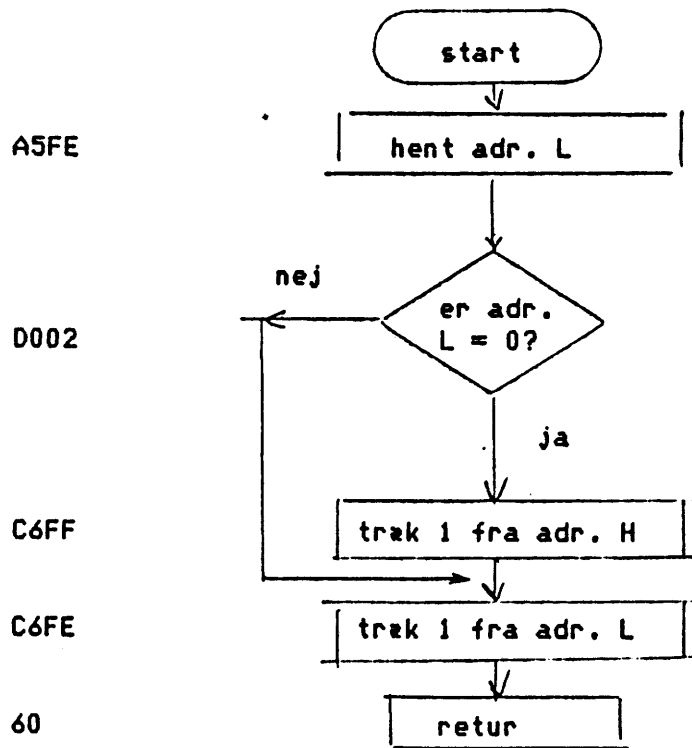 start
A5FE hent adr. L
nej
er adr.
D002 L = 0?
ja
C6FF træk 1 fra adr. H
C6FE træk 1 fra adr. L
60 retur